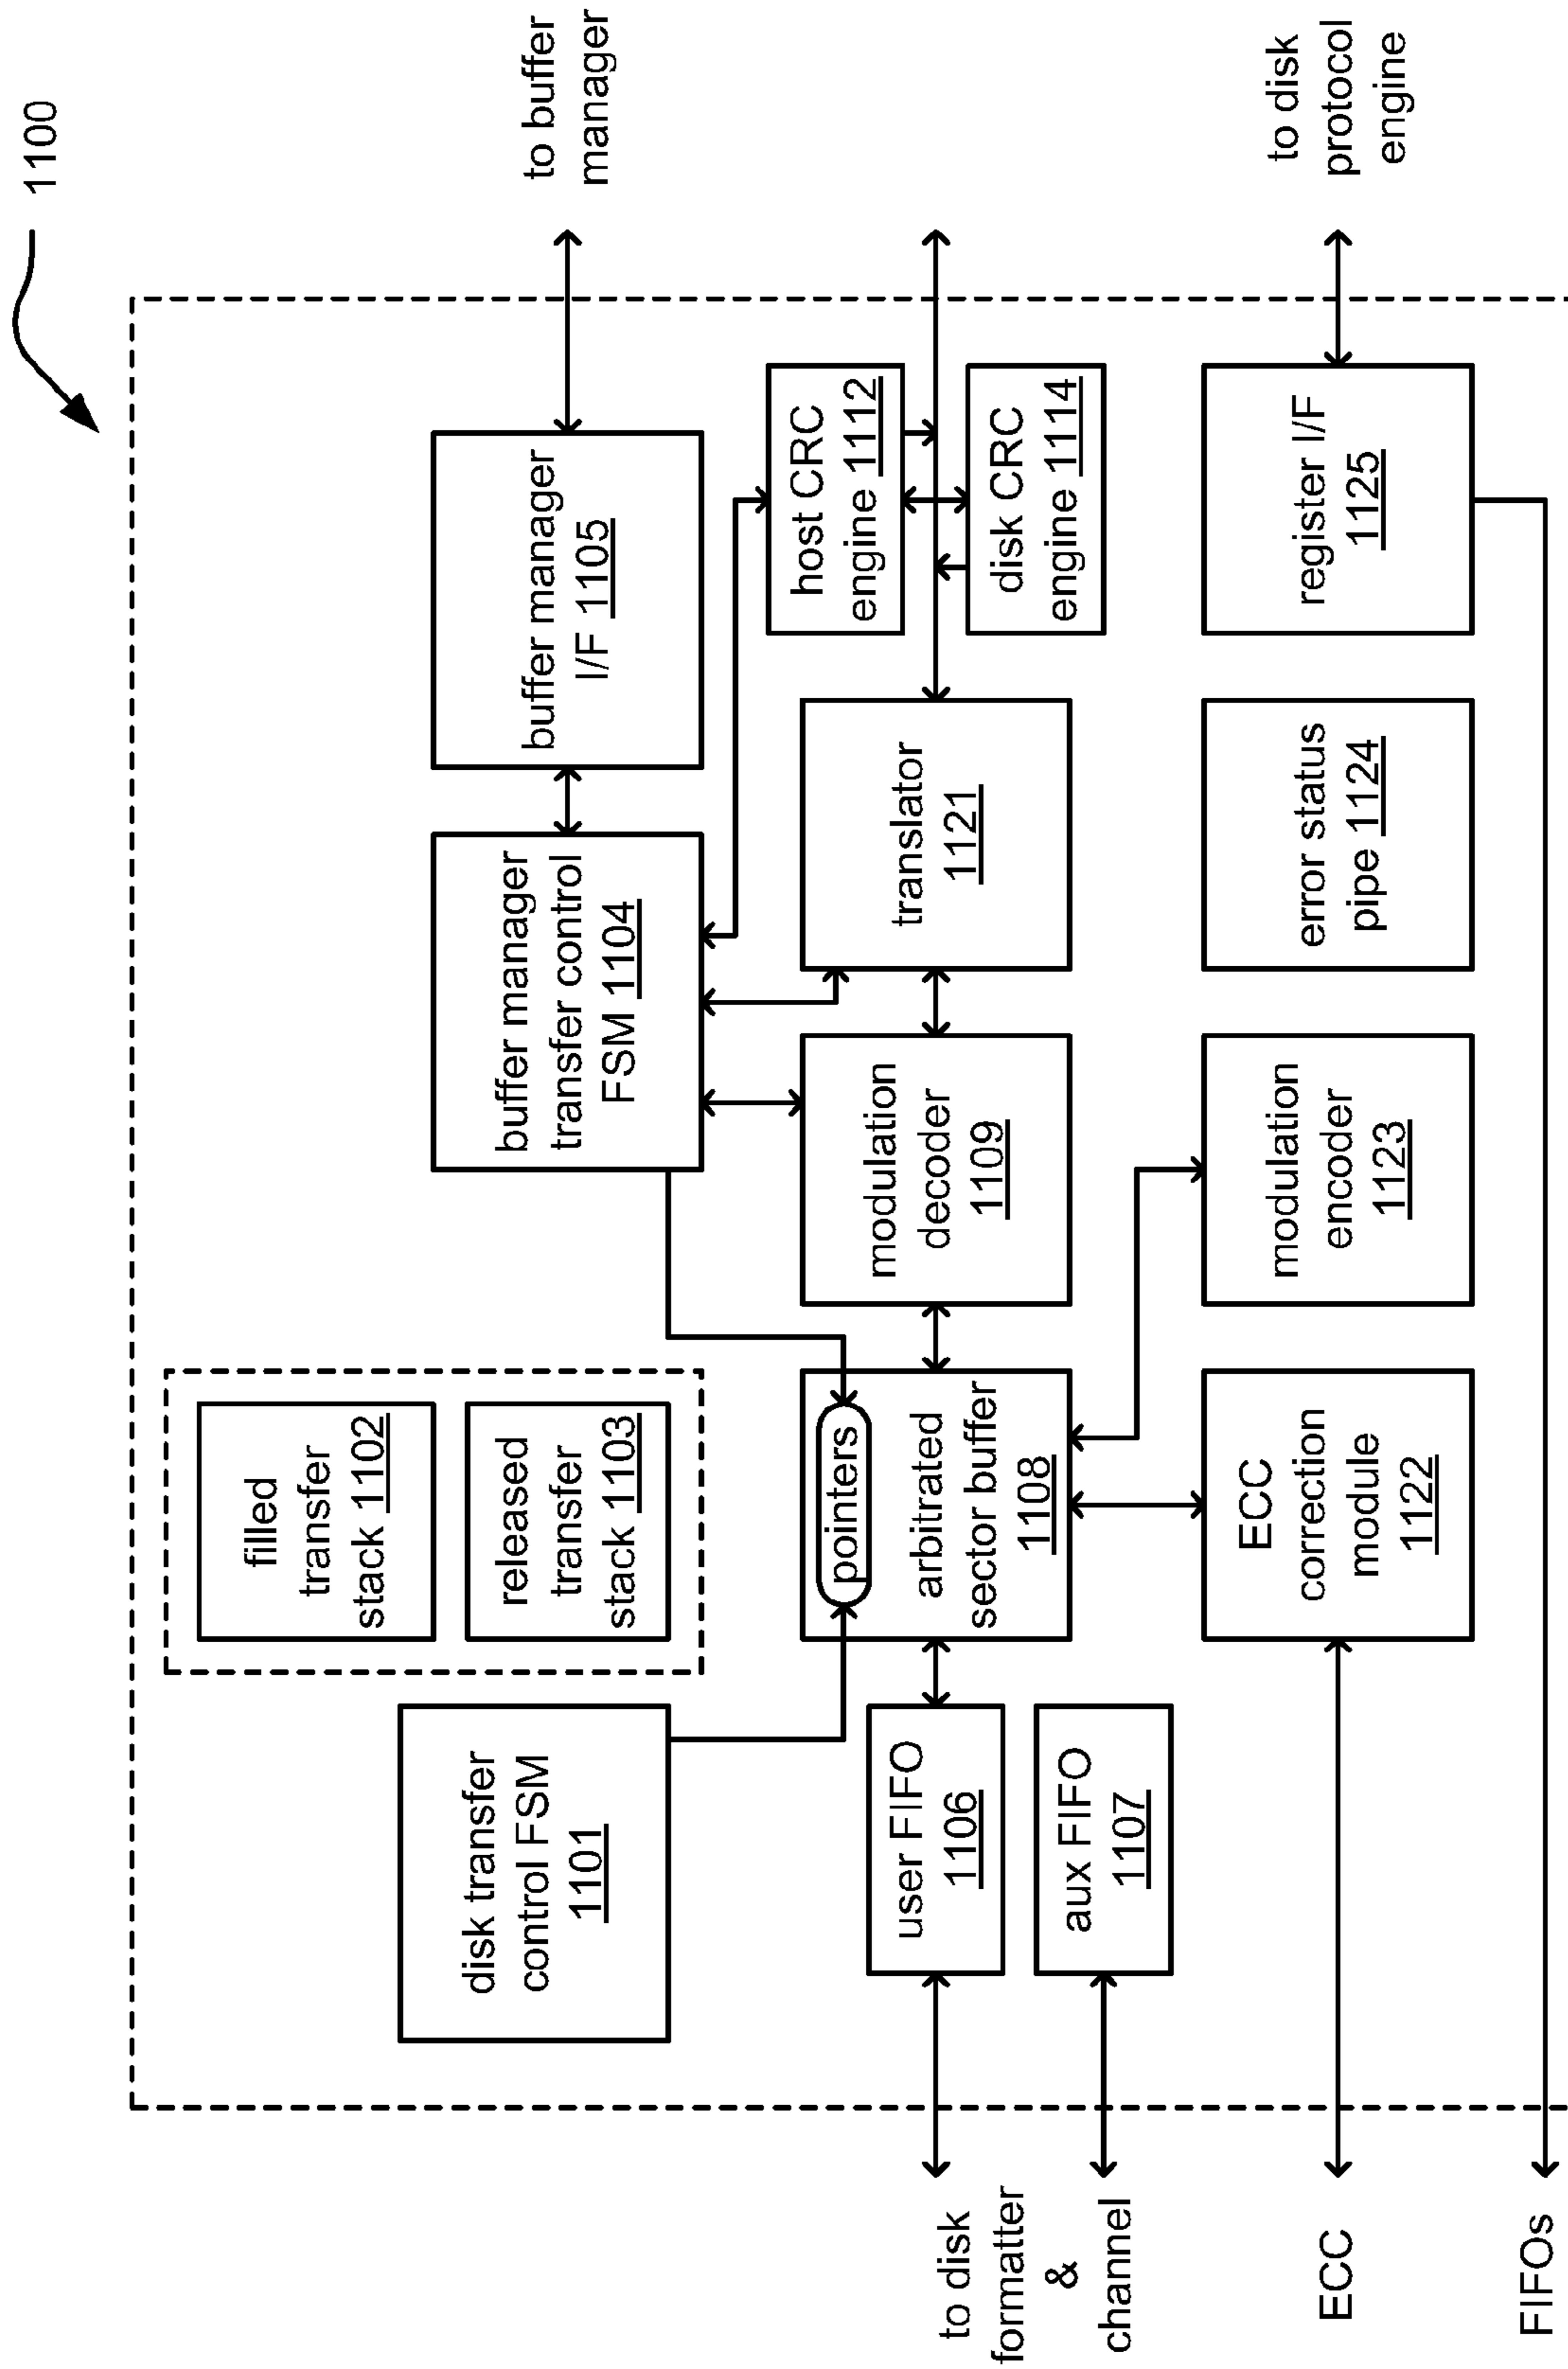 1100
to buffer
manager
disk transfer
control FSM
1101
filled
transfer
stack 1102
released
transfer
stack 1103
buffer manager
transfer control
FSM 1104
buffer manager
I/F 1105
to disk
formatter
&
channel
user FIFO
1106
aux FIFO
1107
pointers
arbitrated
sector buffer
1108
modulation
decoder
1109
translator
1121
host CRC
engine 1112
disk CRC
engine 1114
ECC
ECC
correction
module
1122
modulation
encoder
1123
error status
pipe 1124
register I/F
1125
to disk
protocol
engine
FIFOs